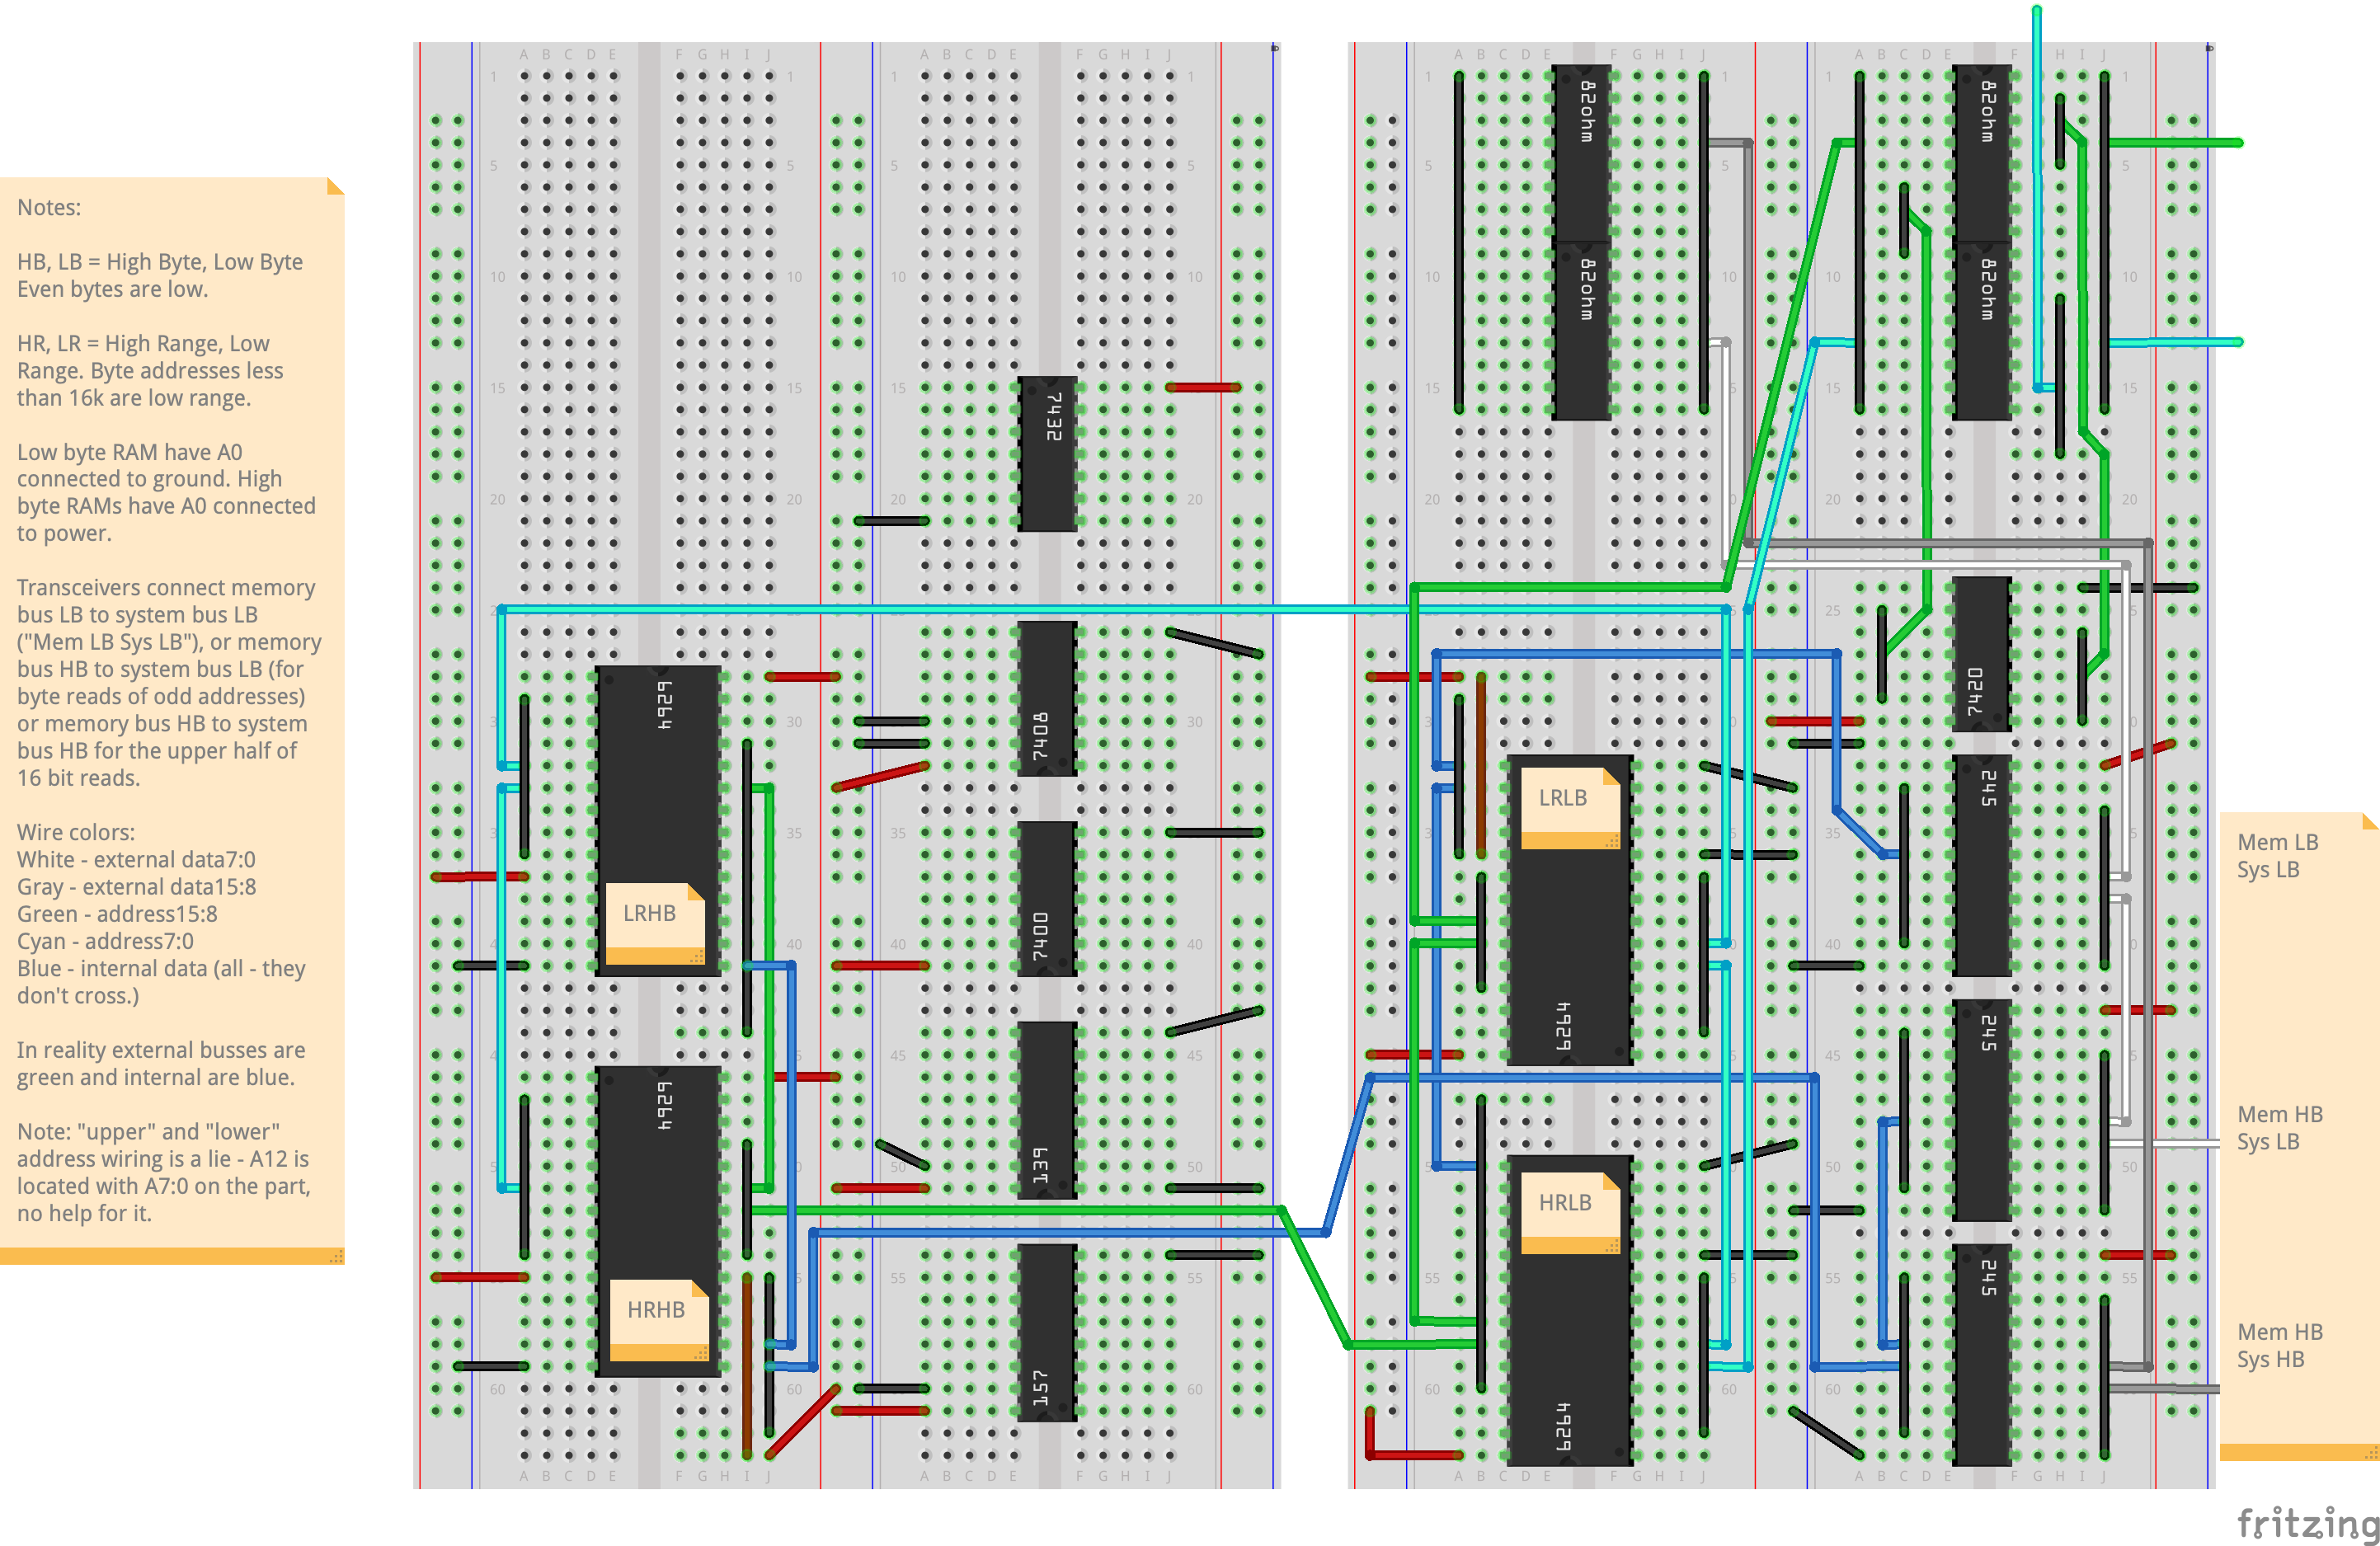 Notes:
HB, LB = High Byte, Low Byte
Even bytes are low.
HR, LR = High Range, Low
Range. Byte addresses less
than 16k are low range.
Low byte RAM have A0
connected to ground. High
byte RAMs have A0 connected
to power.
Transceivers connect memory
bus LB to system bus LB
("Mem LB Sys LB"), or memory
bus HB to system bus LB (for
byte reads of odd addresses)
or memory bus HB to system
bus HB for the upper half of
16 bit reads.
Wire colors:
White - external data7:0
Gray - external data15:8
Green - address15:8
Cyan - address7:0
Blue - internal data (all - they
don't cross.)
In reality external busses are
green and internal are blue.
Note: "upper" and "lower"
address wiring is a lie - A12 is
located with A7:0 on the part,
no help for it.
A B C D E F G H I J
A B C D E F G H I J
6264
LRHB
6264
HRHB
7432
7408
7400
139
157
A B C D E F G H I J
A B C D E F G H I J
82ohm
82ohm
82ohm
82ohm
LRLB
6264
HRLB
6264
7420
245
245
245
Mem LB
Sys LB
Mem HB
Sys LB
Mem HB
Sys HB
fritzing